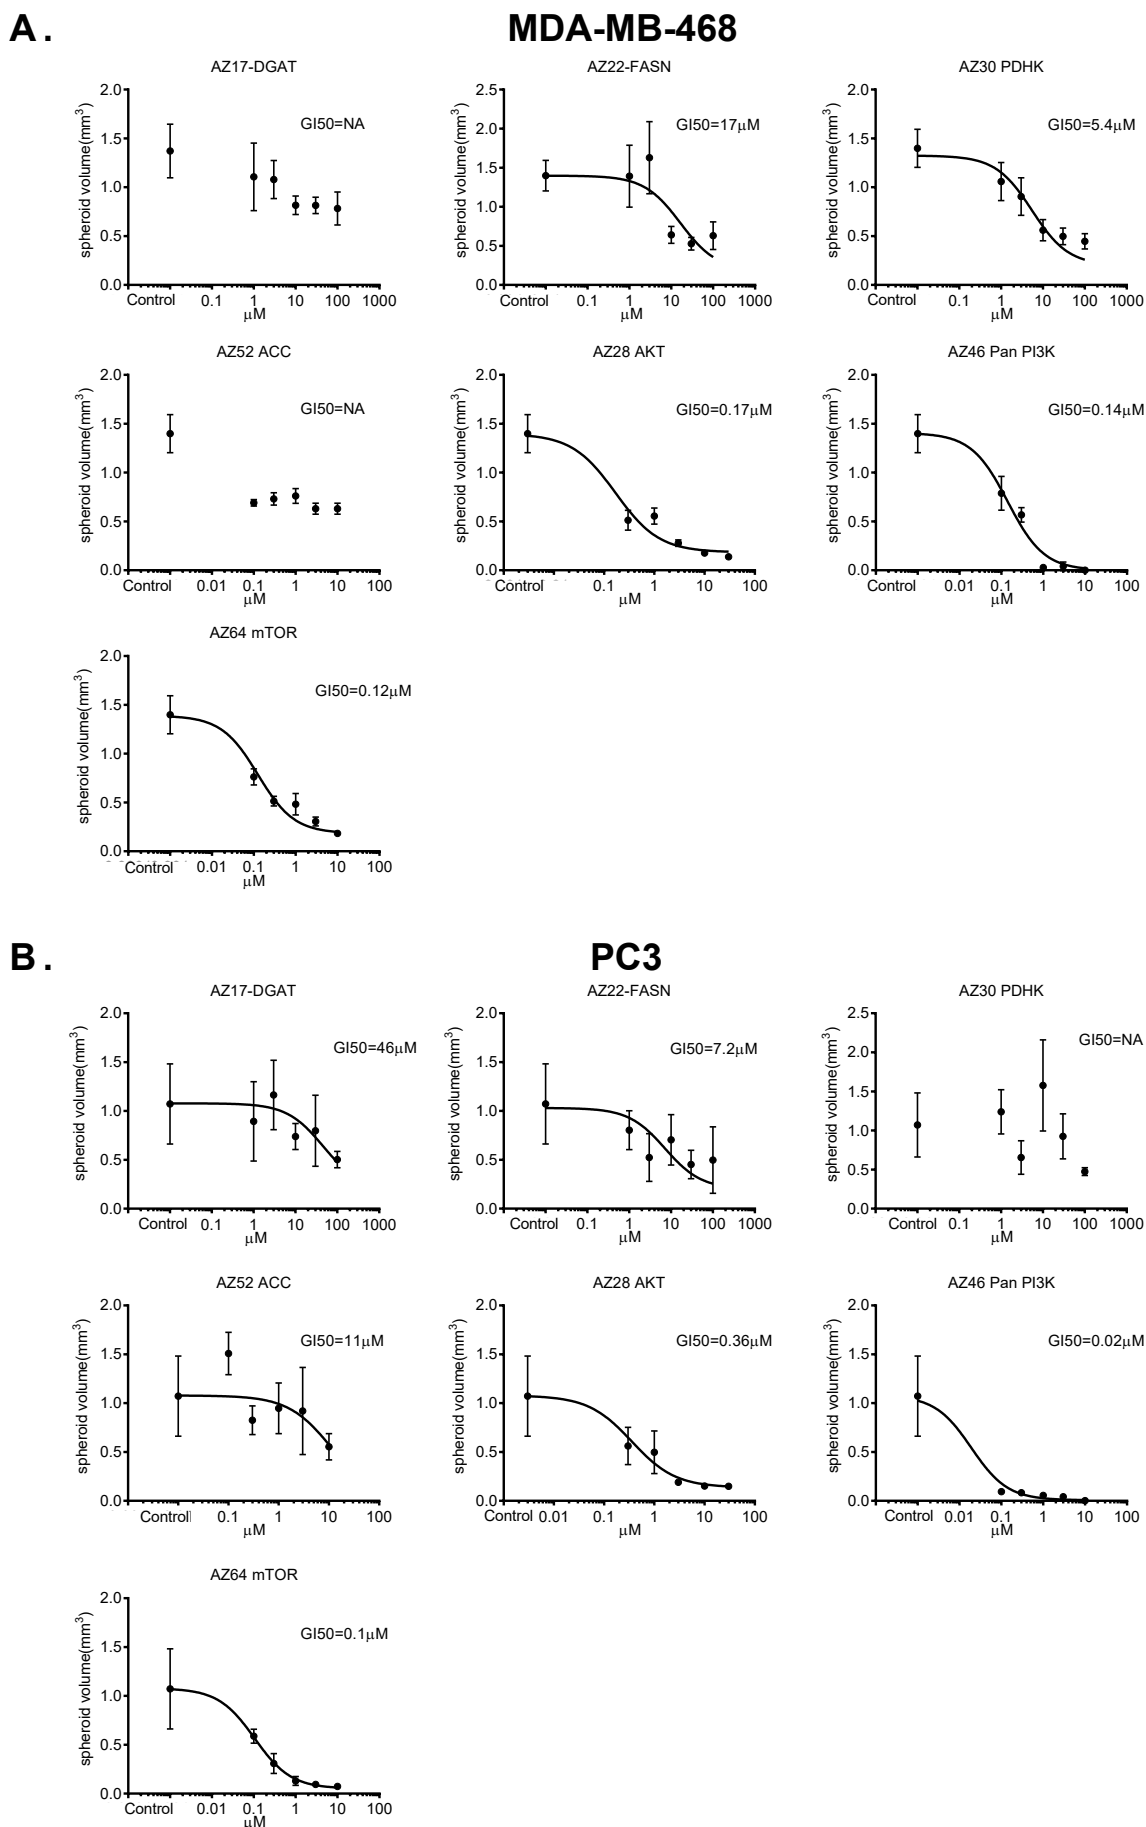 A. MDA-MB-468
AZ17-DGAT
spheroid volume(mm³)
2.0
1.5
1.0
0.5
0.0
GI50=NA
Control 0.1 1 10 100 1000
μM
AZ22-FASN
spheroid volume(mm³)
2.5
2.0
1.5
1.0
0.5
0.0
GI50=17μM
Control 0.1 1 10 100 1000
μM
AZ30 PDHK
spheroid volume(mm³)
2.0
1.5
1.0
0.5
0.0
GI50=5.4μM
Control 0.1 1 10 100 1000
μM
AZ52 ACC
spheroid volume(mm³)
2.0
1.5
1.0
0.5
0.0
GI50=NA
Control 0.01 0.1 1 10 100
μM
AZ28 AKT
spheroid volume(mm³)
2.0
1.5
1.0
0.5
0.0
GI50=0.17μM
Control 0.1 1 10 100
μM
AZ46 Pan PI3K
spheroid volume(mm³)
2.0
1.5
1.0
0.5
0.0
GI50=0.14μM
Control 0.01 0.1 1 10 100
μM
AZ64 mTOR
spheroid volume(mm³)
2.0
1.5
1.0
0.5
0.0
GI50=0.12μM
Control 0.01 0.1 1 10 100
μM
B. PC3
AZ17-DGAT
spheroid volume(mm³)
2.0
1.5
1.0
0.5
0.0
GI50=46μM
Control 0.1 1 10 100 1000
μM
AZ22-FASN
spheroid volume(mm³)
2.0
1.5
1.0
0.5
0.0
GI50=7.2μM
Control 0.1 1 10 100 1000
μM
AZ30 PDHK
spheroid volume(mm³)
2.5
2.0
1.5
1.0
0.5
0.0
GI50=NA
Control 0.1 1 10 100 1000
μM
AZ52 ACC
spheroid volume(mm³)
2.0
1.5
1.0
0.5
0.0
GI50=11μM
Control 0.1 1 10 100
μM
AZ28 AKT
spheroid volume(mm³)
2.0
1.5
1.0
0.5
0.0
GI50=0.36μM
Control 0.01 0.1 1 10 100
μM
AZ46 Pan PI3K
spheroid volume(mm³)
2.0
1.5
1.0
0.5
0.0
GI50=0.02μM
Control 0.01 0.1 1 10 100
μM
AZ64 mTOR
spheroid volume(mm³)
2.0
1.5
1.0
0.5
0.0
GI50=0.1μM
Control 0.01 0.1 1 10 100
μM